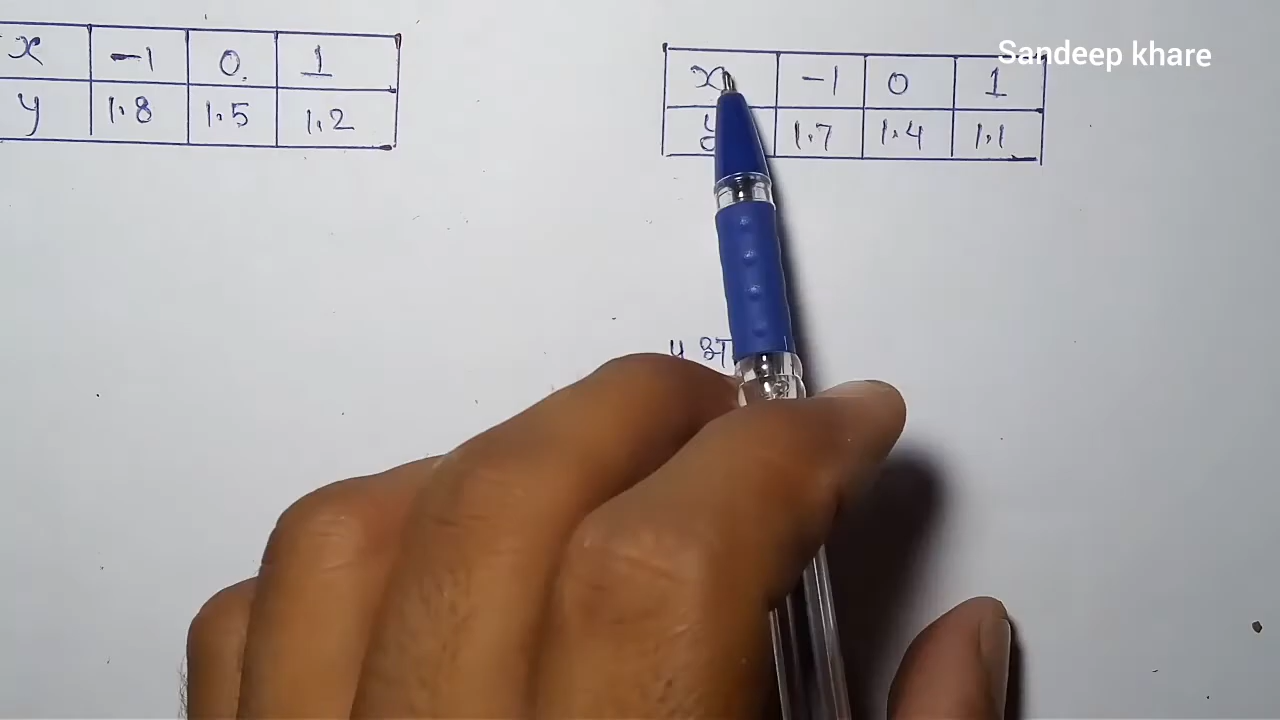 x -1 0 1
y 1.8 1.5 1.2
Sandeep khare
x -1 0 1
y 1.7 1.4 1.1